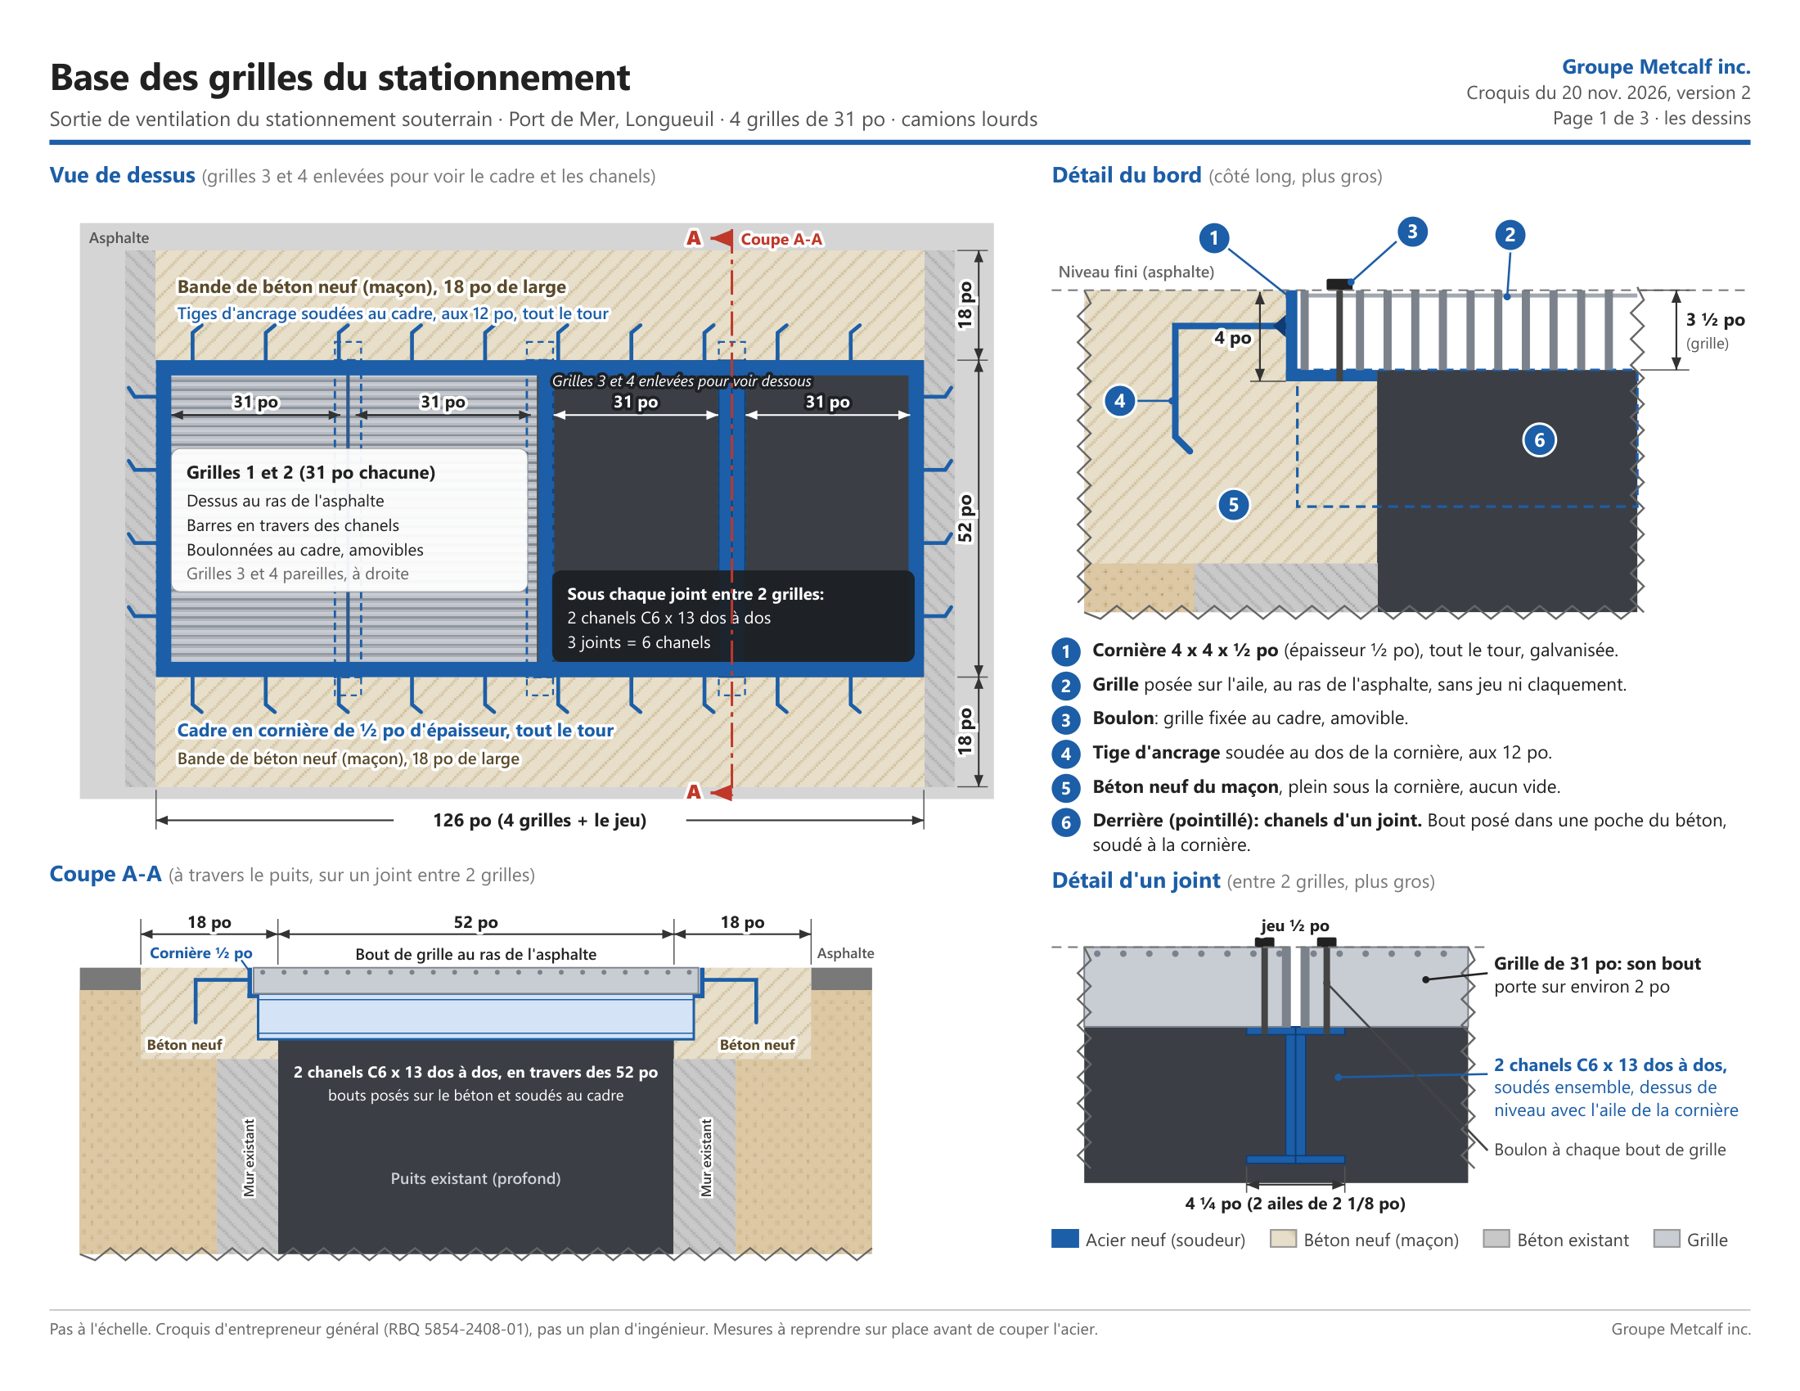 Base des grilles du stationnement
Sortie de ventilation du stationnement souterrain · Port de Mer, Longueuil · 4 grilles de 31 po · camions lourds
Groupe Metcalf inc.
Croquis du 20 nov. 2026, version 2
Page 1 de 3 · les dessins
Vue de dessus (grilles 3 et 4 enlevées pour voir le cadre et les chanels)
Asphalte
A
Coupe A-A
Bande de béton neuf (maçon), 18 po de large
Tiges d'ancrage soudées au cadre, aux 12 po, tout le tour
18 po
Grilles 3 et 4 enlevées pour voir dessous
31 po
31 po
31 po
31 po
Grilles 1 et 2 (31 po chacune)
Dessus au ras de l'asphalte
Barres en travers des chanels
Boulonnées au cadre, amovibles
Grilles 3 et 4 pareilles, à droite
52 po
Sous chaque joint entre 2 grilles:
2 chanels C6 x 13 dos à dos
3 joints = 6 chanels
Cadre en cornière de ½ po d'épaisseur, tout le tour
Bande de béton neuf (maçon), 18 po de large
18 po
A
126 po (4 grilles + le jeu)
Détail du bord (côté long, plus gros)
1
3
2
Niveau fini (asphalte)
4 po
3 ½ po
(grille)
4
6
5
1 Cornière 4 x 4 x ½ po (épaisseur ½ po), tout le tour, galvanisée.
2 Grille posée sur l'aile, au ras de l'asphalte, sans jeu ni claquement.
3 Boulon: grille fixée au cadre, amovible.
4 Tige d'ancrage soudée au dos de la cornière, aux 12 po.
5 Béton neuf du maçon, plein sous la cornière, aucun vide.
6 Derrière (pointillé): chanels d'un joint. Bout posé dans une poche du béton,
soudé à la cornière.
Coupe A-A (à travers le puits, sur un joint entre 2 grilles)
18 po
52 po
18 po
Cornière ½ po
Bout de grille au ras de l'asphalte
Asphalte
Béton neuf
Béton neuf
2 chanels C6 x 13 dos à dos, en travers des 52 po
bouts posés sur le béton et soudés au cadre
Mur existant
Mur existant
Puits existant (profond)
Détail d'un joint (entre 2 grilles, plus gros)
jeu ½ po
Grille de 31 po: son bout
porte sur environ 2 po
2 chanels C6 x 13 dos à dos,
soudés ensemble, dessus de
niveau avec l'aile de la cornière
Boulon à chaque bout de grille
4 ¼ po (2 ailes de 2 1/8 po)
Acier neuf (soudeur)
Béton neuf (maçon)
Béton existant
Grille
Pas à l'échelle. Croquis d'entrepreneur général (RBQ 5854-2408-01), pas un plan d'ingénieur. Mesures à reprendre sur place avant de couper l'acier.
Groupe Metcalf inc.